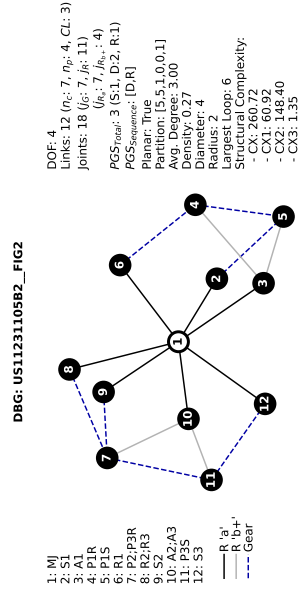 DBG: US11231105B2__FIG2
DOF: 4
Links: 12 (n_c: 7, n_p: 4, CL: 3)
Joints: 18 (j_G: 7, j_R: 11)
(j_Ra: 7, j_Rb+: 4)
PGS_Total: 3 (S:1, D:2, R:1)
PGS_Sequence: [D,R]
Planar: True
Partition: [5,5,1,0,0,1]
Avg. Degree: 3.00
Density: 0.27
Diameter: 4
Radius: 2
Largest Loop: 6
Structural Complexity:
- CX: 260.72
- CX1: 60.92
- CX2: 148.40
- CX3: 1.35
8
9
7
10
11
12
1
6
2
3
4
5
1: MJ
2: S1
3: A1
4: P1R
5: P1S
6: R1
7: P2;P3R
8: R2;R3
9: S2
10: A2;A3
11: P3S
12: S3
R 'a'
R 'b+'
Gear